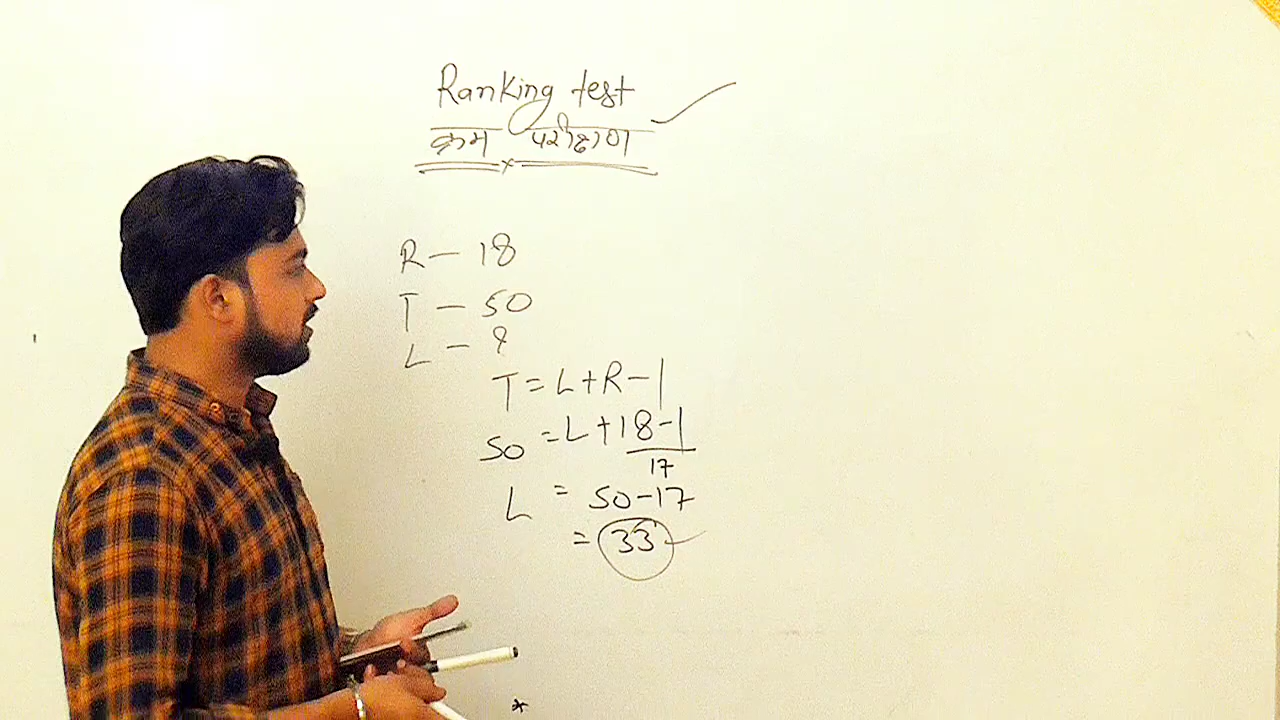 Ranking test
क्रम परीक्षण
R – 18
T – 50
L – ?
T = L + R – 1
50 = L + 18 – 1
17
L = 50 – 17
= 33